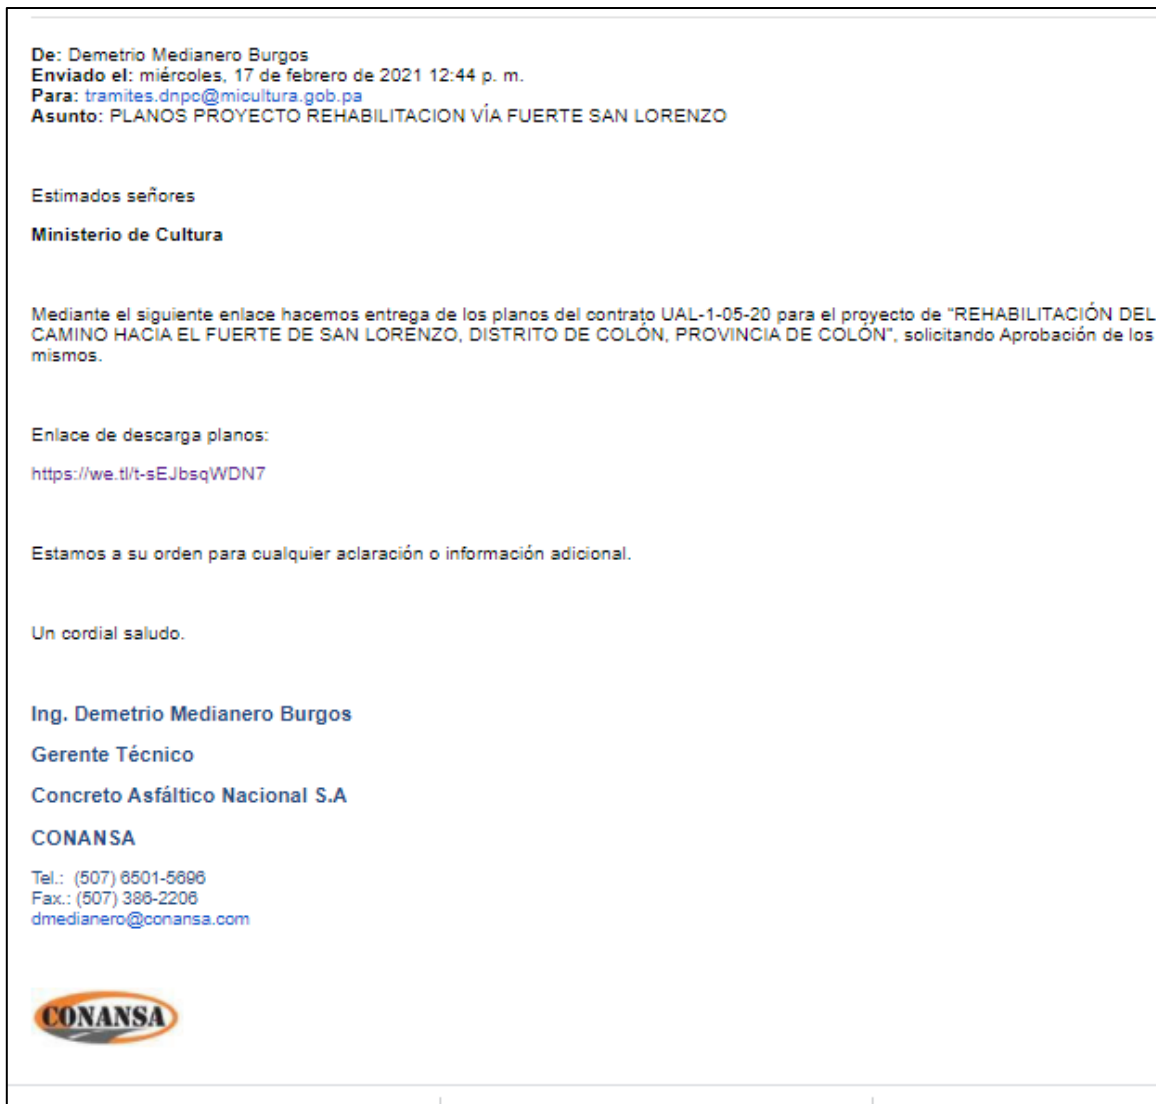 De: Demetrio Medianero Burgos
Enviado el: miércoles, 17 de febrero de 2021 12:44 p. m.
Para: tramites.dnpc@micultura.gob.pa
Asunto: PLANOS PROYECTO REHABILITACION VÍA FUERTE SAN LORENZO
Estimados señores
Ministerio de Cultura
Mediante el siguiente enlace hacemos entrega de los planos del contrato UAL-1-05-20 para el proyecto de "REHABILITACIÓN DEL
CAMINO HACIA EL FUERTE DE SAN LORENZO, DISTRITO DE COLÓN, PROVINCIA DE COLÓN", solicitando Aprobación de los
mismos.
Enlace de descarga planos:
https://we.tl/t-sEJbsqWDN7
Estamos a su orden para cualquier aclaración o información adicional.
Un cordial saludo.
Ing. Demetrio Medianero Burgos
Gerente Técnico
Concreto Asfáltico Nacional S.A
CONANSA
Tel.: (507) 6501-5696
Fax.: (507) 386-2206
dmedianero@conansa.com
CONANSA